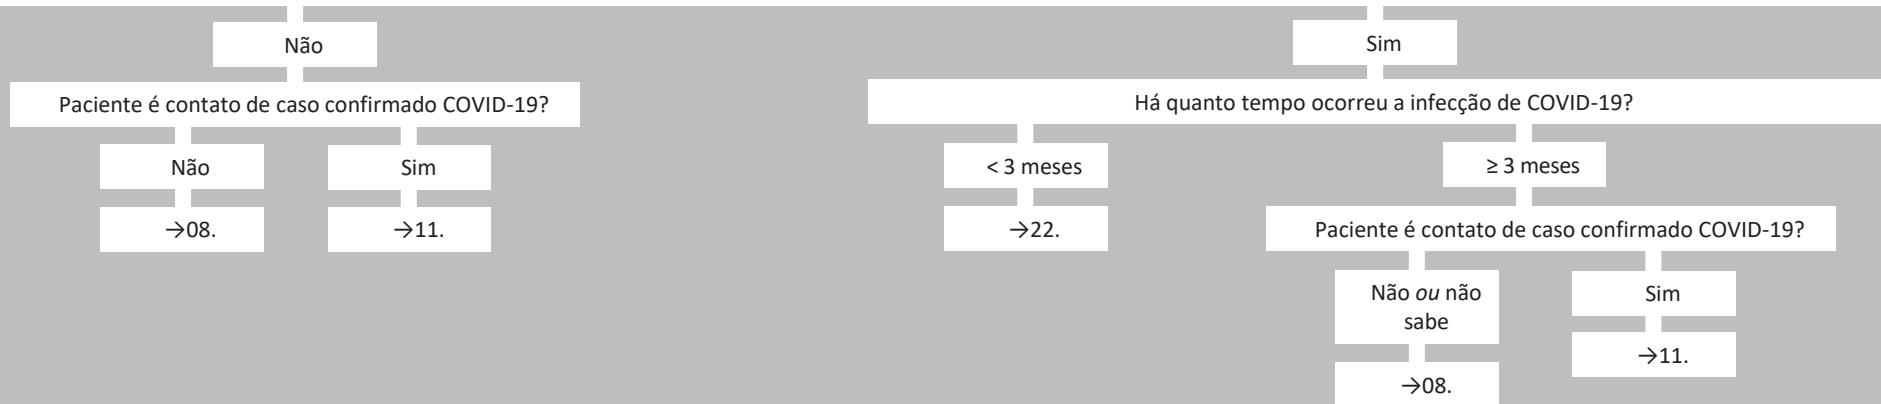 Não
Paciente é contato de caso confirmado COVID-19?
Não
Sim
→08.
→11.
Sim
Há quanto tempo ocorreu a infecção de COVID-19?
< 3 meses
≥ 3 meses
→22.
Paciente é contato de caso confirmado COVID-19?
Não ou não
sabe
Sim
→08.
→11.